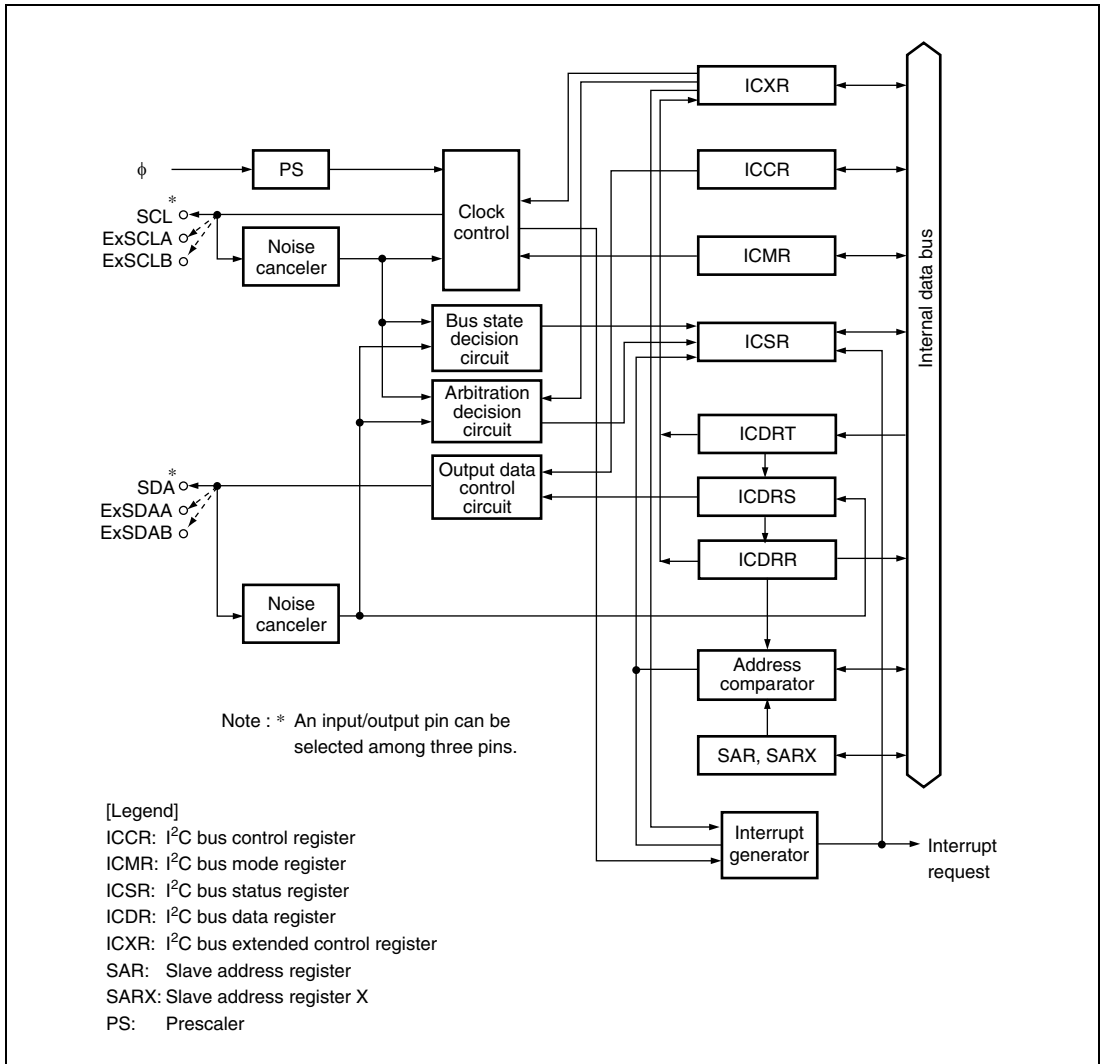 ICXR
ϕ
PS
ICCR
Clock
control
*
SCL
ExSCLA
ExSCLB
Noise
canceler
ICMR
Internal data bus
Bus state
decision
circuit
ICSR
Arbitration
decision
circuit
ICDRT
Output data
control
circuit
*
SDA
ExSDAA
ExSDAB
ICDRS
ICDRR
Noise
canceler
Address
comparator
Note : * An input/output pin can be
selected among three pins.
SAR, SARX
[Legend]
ICCR: I²C bus control register
ICMR: I²C bus mode register
ICSR: I²C bus status register
ICDR: I²C bus data register
ICXR: I²C bus extended control register
SAR: Slave address register
SARX: Slave address register X
PS: Prescaler
Interrupt
generator
Interrupt
request